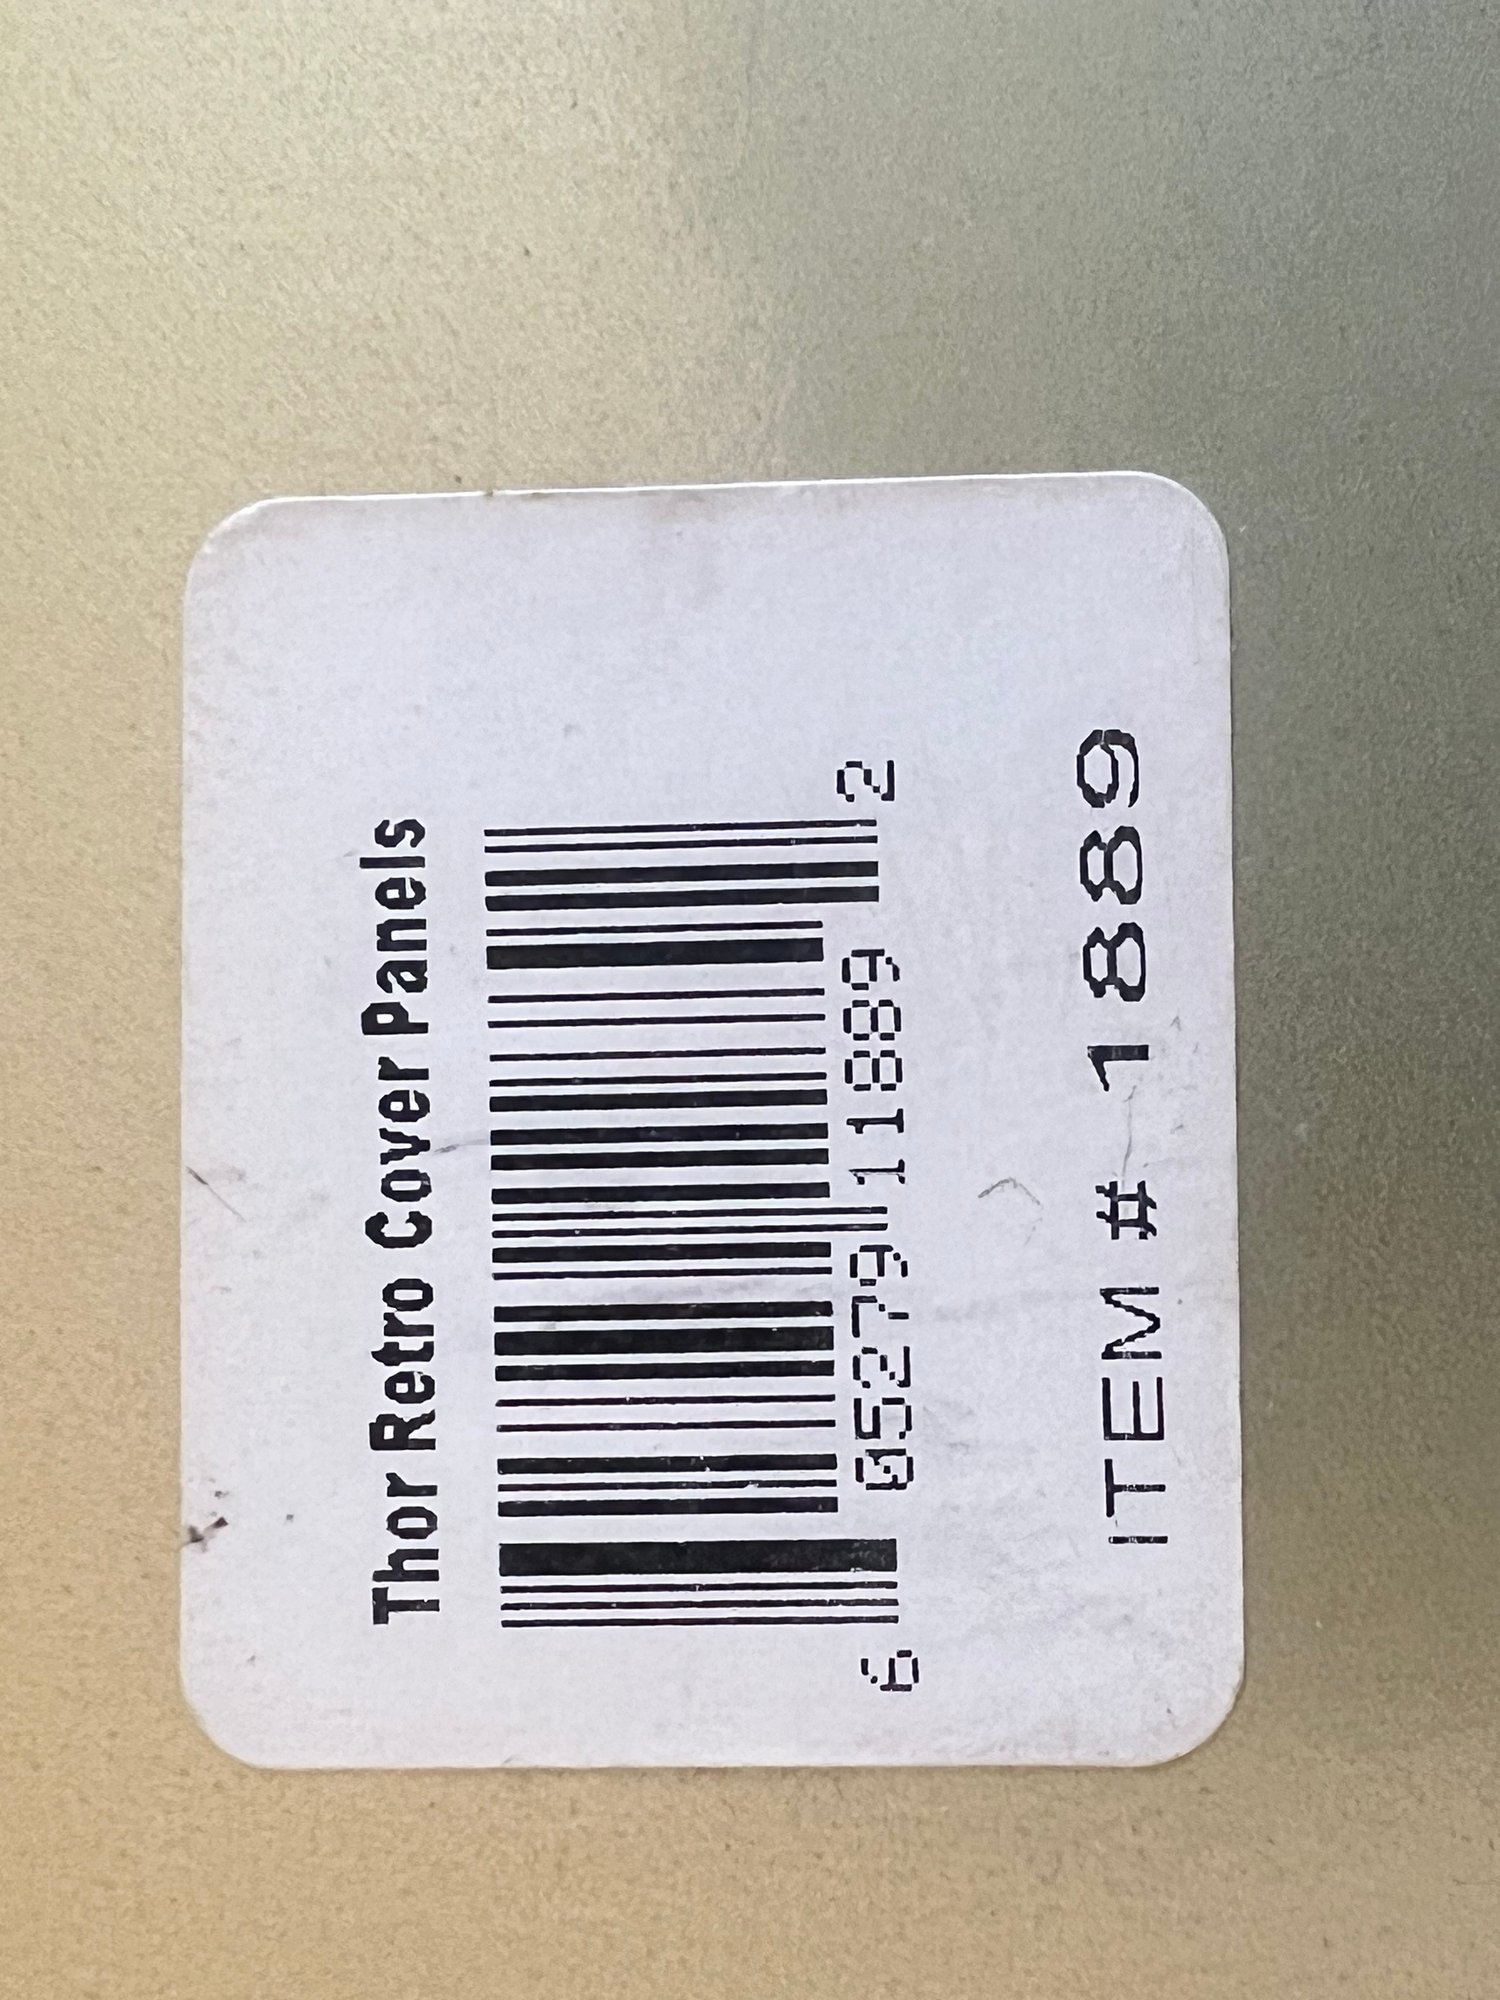 Thor Retro Cover Panels
6 05279 11889 2
ITEM # 1889